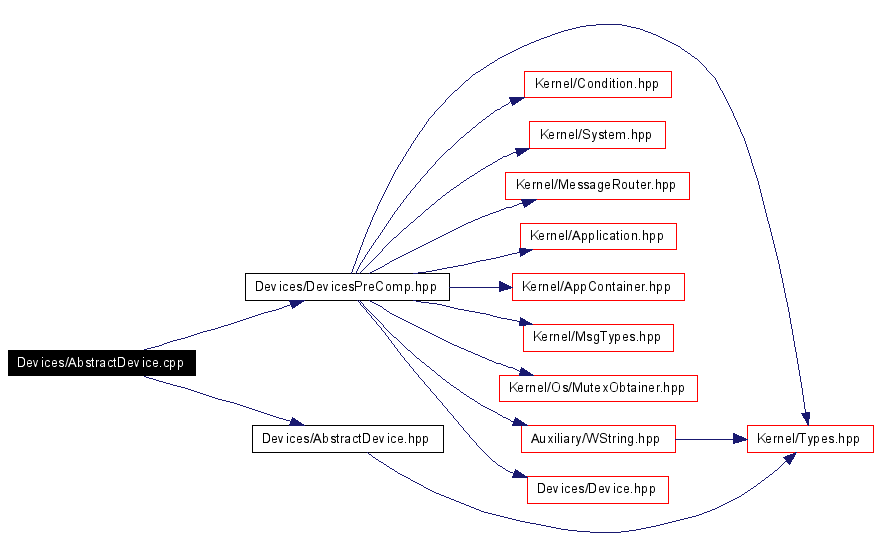 Kernel/Condition.hpp
Kernel/System.hpp
Kernel/MessageRouter.hpp
Kernel/Application.hpp
Devices/DevicesPreComp.hpp
Kernel/AppContainer.hpp
Kernel/MsgTypes.hpp
Devices/AbstractDevice.cpp
Kernel/Os/MutexObtainer.hpp
Devices/AbstractDevice.hpp
Auxiliary/WString.hpp
Kernel/Types.hpp
Devices/Device.hpp